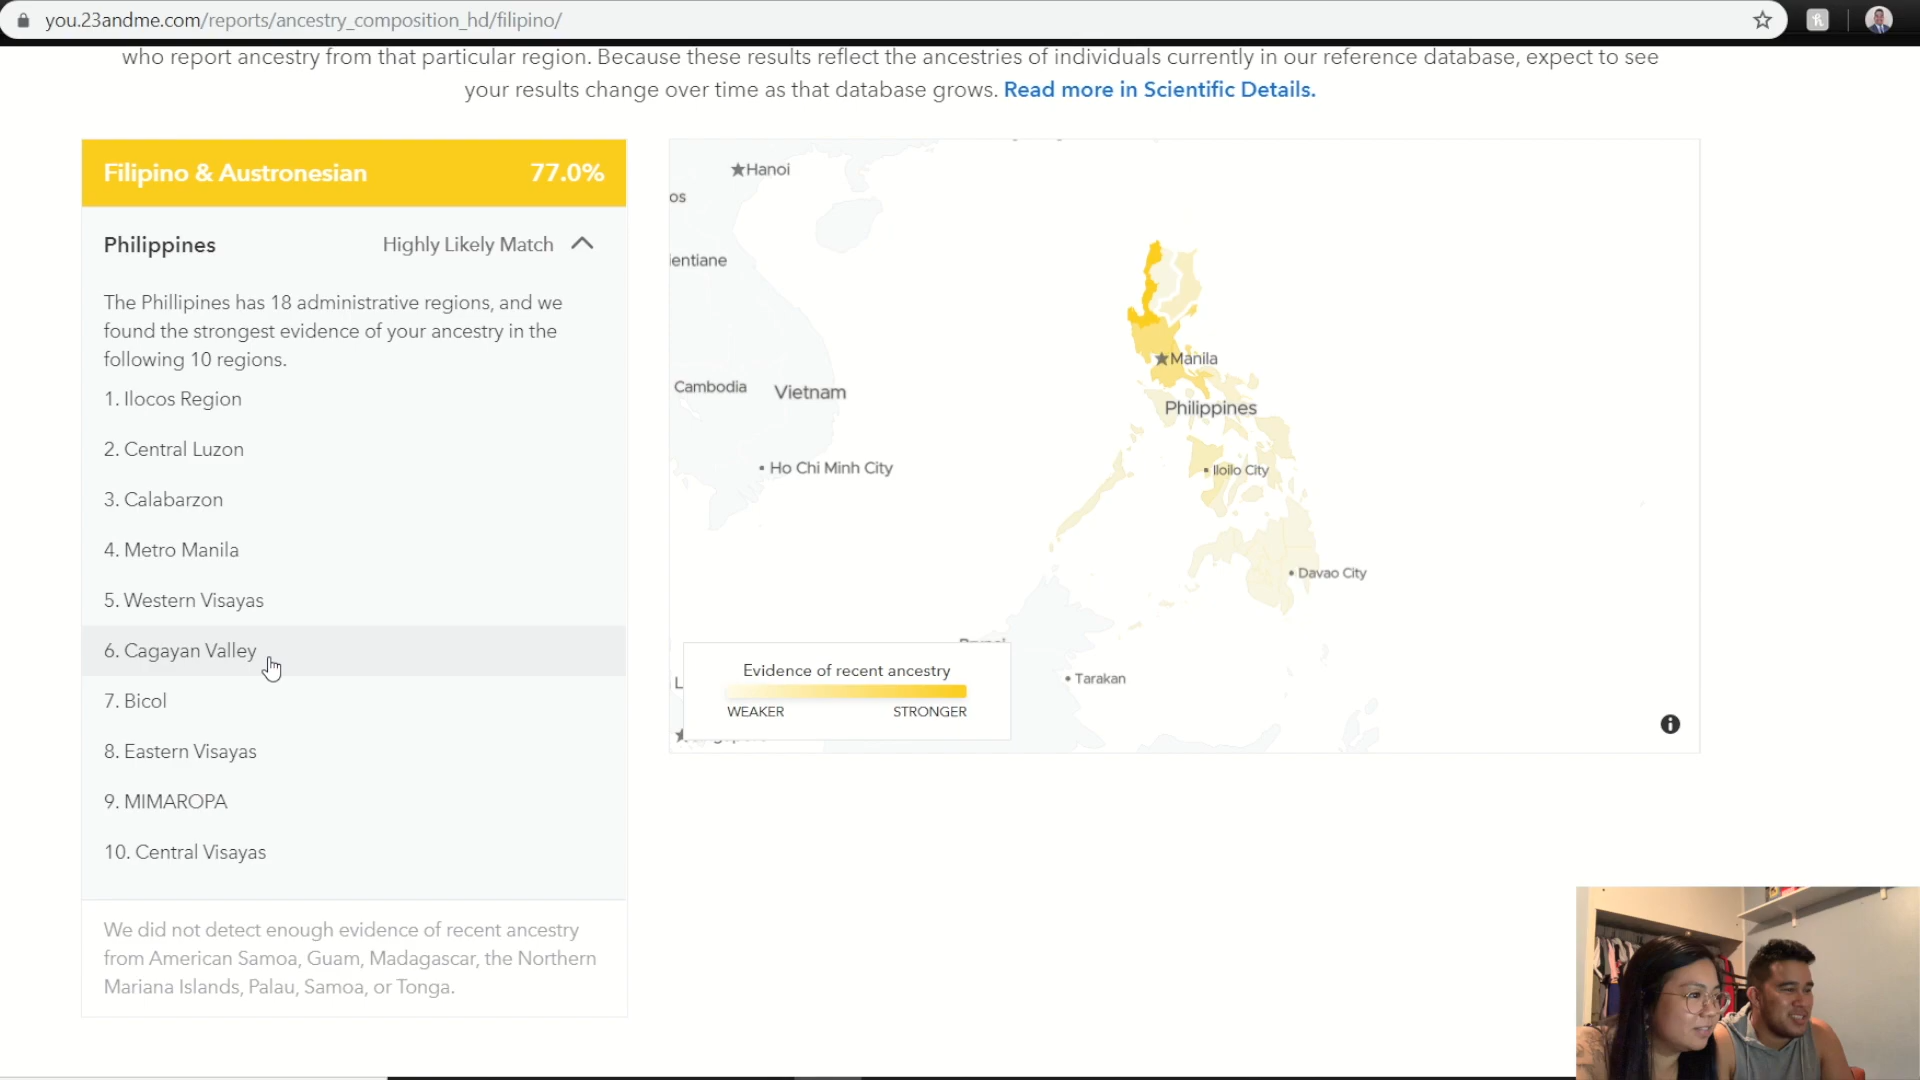 you.23andme.com/reports/ancestry_composition_hd/filipino/
who report ancestry from that particular region. Because these results reflect the ancestries of individuals currently in our reference database, expect to see
your results change over time as that database grows. Read more in Scientific Details.
Filipino & Austronesian 77.0%
Philippines Highly Likely Match
The Phillipines has 18 administrative regions, and we
found the strongest evidence of your ancestry in the
following 10 regions.
1. Ilocos Region
2. Central Luzon
3. Calabarzon
4. Metro Manila
5. Western Visayas
6. Cagayan Valley
7. Bicol
8. Eastern Visayas
9. MIMAROPA
10. Central Visayas
We did not detect enough evidence of recent ancestry
from American Samoa, Guam, Madagascar, the Northern
Mariana Islands, Palau, Samoa, or Tonga.
Hanoi
os
ientiane
Manila
Cambodia
Vietnam
Philippines
Ho Chi Minh City
Iloilo City
Davao City
Tarakan
Evidence of recent ancestry
WEAKER STRONGER